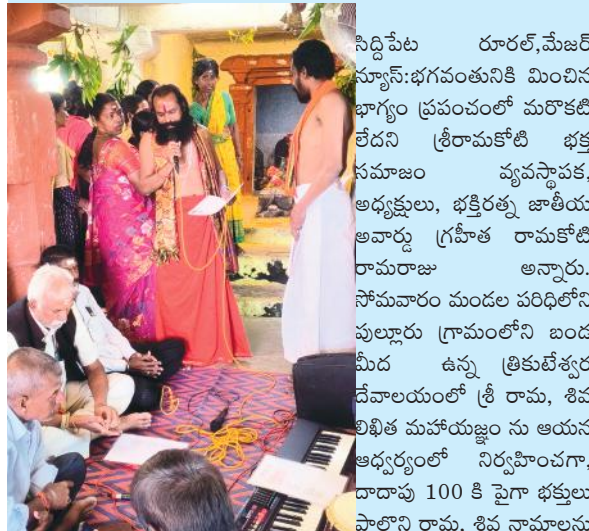 సిద్దిపేట రూరల్,మేజర్
న్యూస్:భగవంతునికి మించిన
భాగ్యం ప్రపంచంలో మరొకటి
లేదని శ్రీరామకోటి భక్త
సమాజం వ్యవస్థాపక,
అధ్యక్షులు, భక్తిరత్న జాతీయ
అవార్డు గ్రహీత రామకోటి
రామరాజు అన్నారు.
సోమవారం మండల పరిధిలోని
పుల్లూరు గ్రామంలోని బండ
మీద ఉన్న త్రికుటేశ్వర
దేవాలయంలో శ్రీ రామ, శివ
లిఖిత మహాయజ్ఞం ను ఆయన
ఆధ్వర్యంలో నిర్వహించగా,
దాదాపు 100 కి పైగా భక్తులు
పాల్గొని రామ, శివ నామాలను